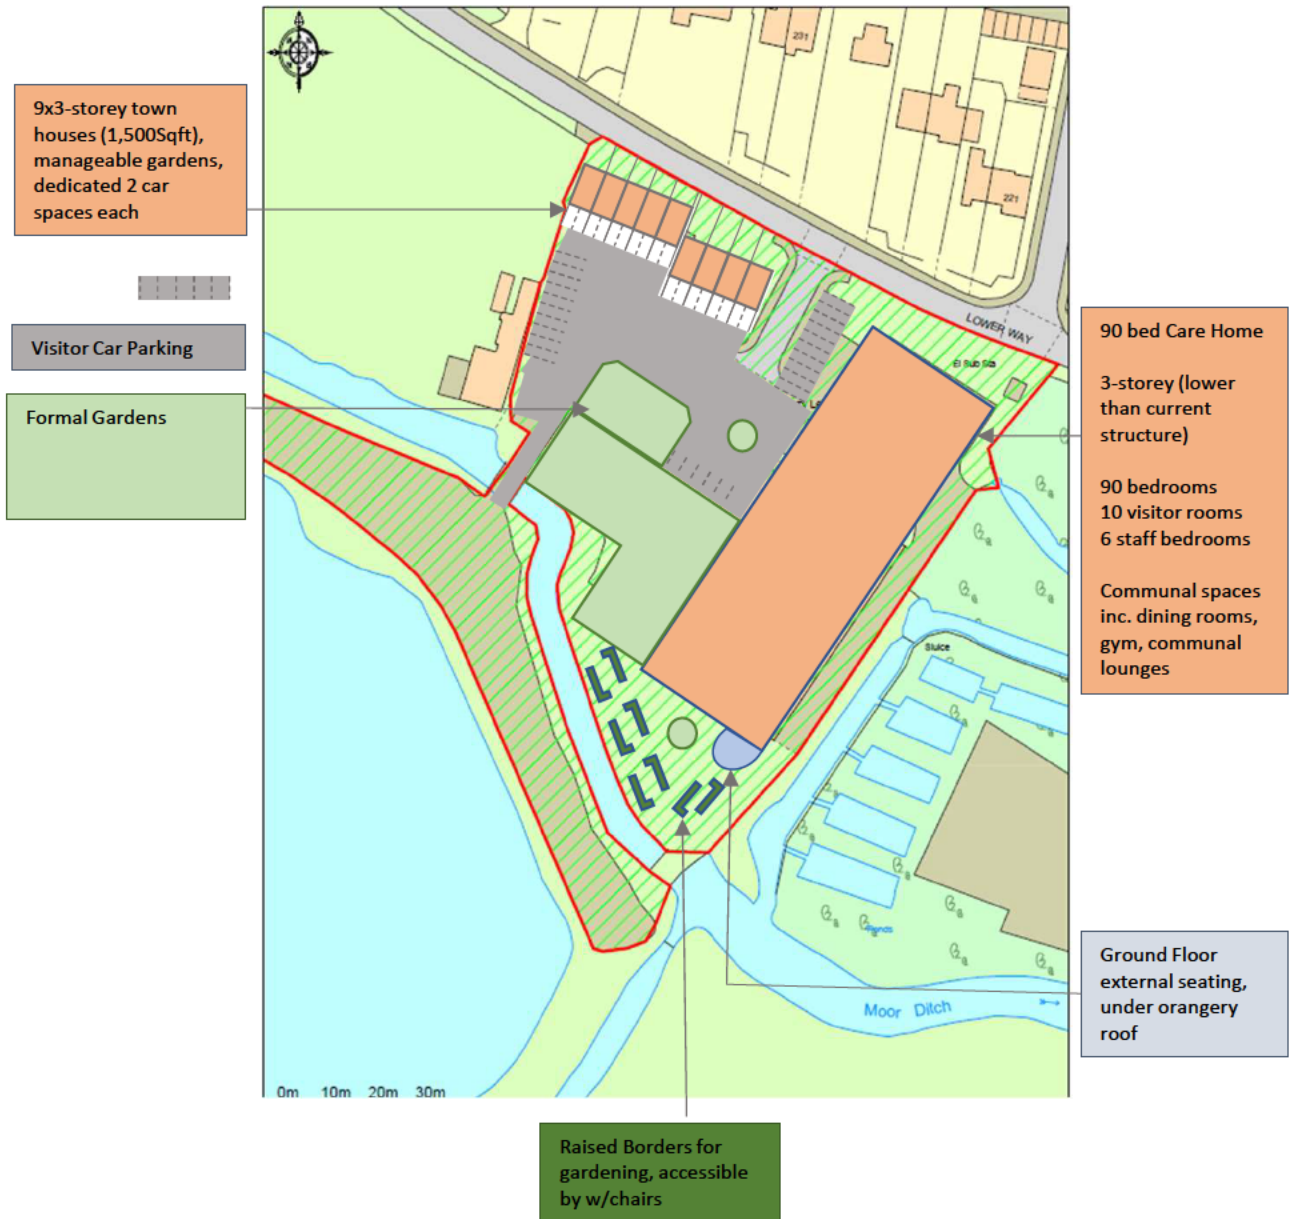 231
221
9x3-storey town
houses (1,500Sqft),
manageable gardens,
dedicated 2 car
spaces each
Visitor Car Parking
Formal Gardens
LOWER WAY
El Sub Sta
90 bed Care Home
3-storey (lower
than current
structure)
90 bedrooms
10 visitor rooms
6 staff bedrooms
Communal spaces
inc. dining rooms,
gym, communal
lounges
Sluice
Ponds
Moor Ditch
Ground Floor
external seating,
under orangery
roof
0m 10m 20m 30m
Raised Borders for
gardening, accessible
by w/chairs